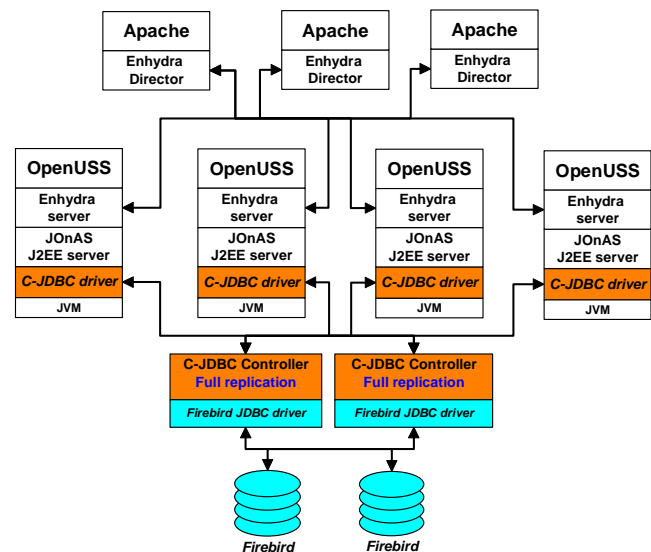 Apache
Enhydra
Director
Apache
Enhydra
Director
Apache
Enhydra
Director
OpenUSS
Enhydra
server
JOnAS
J2EE server
C-JDBC driver
JVM
OpenUSS
Enhydra
server
JOnAS
J2EE server
C-JDBC driver
JVM
OpenUSS
Enhydra
server
JOnAS
J2EE server
C-JDBC driver
JVM
OpenUSS
Enhydra
server
JOnAS
J2EE server
C-JDBC driver
JVM
C-JDBC Controller
Full replication
Firebird JDBC driver
C-JDBC Controller
Full replication
Firebird JDBC driver
Firebird
Firebird